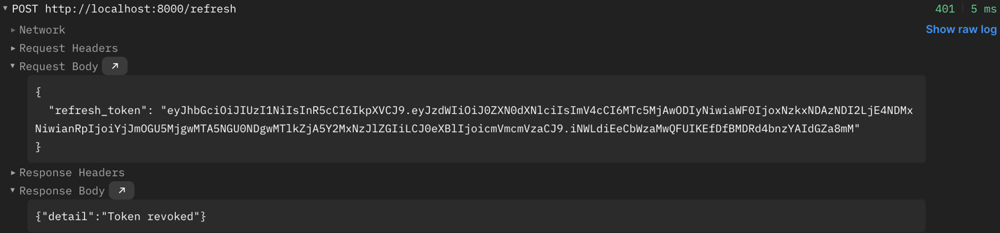 POST http://localhost:8000/refresh 401 5 ms
Network Show raw log
Request Headers
Request Body
{
"refresh_token": "eyJhbGciOiJIUzI1NiIsInR5cCI6IkpXVCJ9.eyJzdWIiOiJ0ZXN0dXNlciIsImV4cCI6MTc5MjAwODIyNiwiaWF0IjoxNzkxNDAzNDI2LjE4NDMx
NiwianRpIjoiYjJmOGU5MjgwMTA5NGU0NDgwMTlkZjA5Y2MxNzJlZGIiLCJ0eXBlIjoicmVmcmVzaCJ9.iNWLdiEeCbWzaMwQFUIKEfDfBMDRd4bnzYAIdGZa8mM"
}
Response Headers
Response Body
{"detail":"Token revoked"}